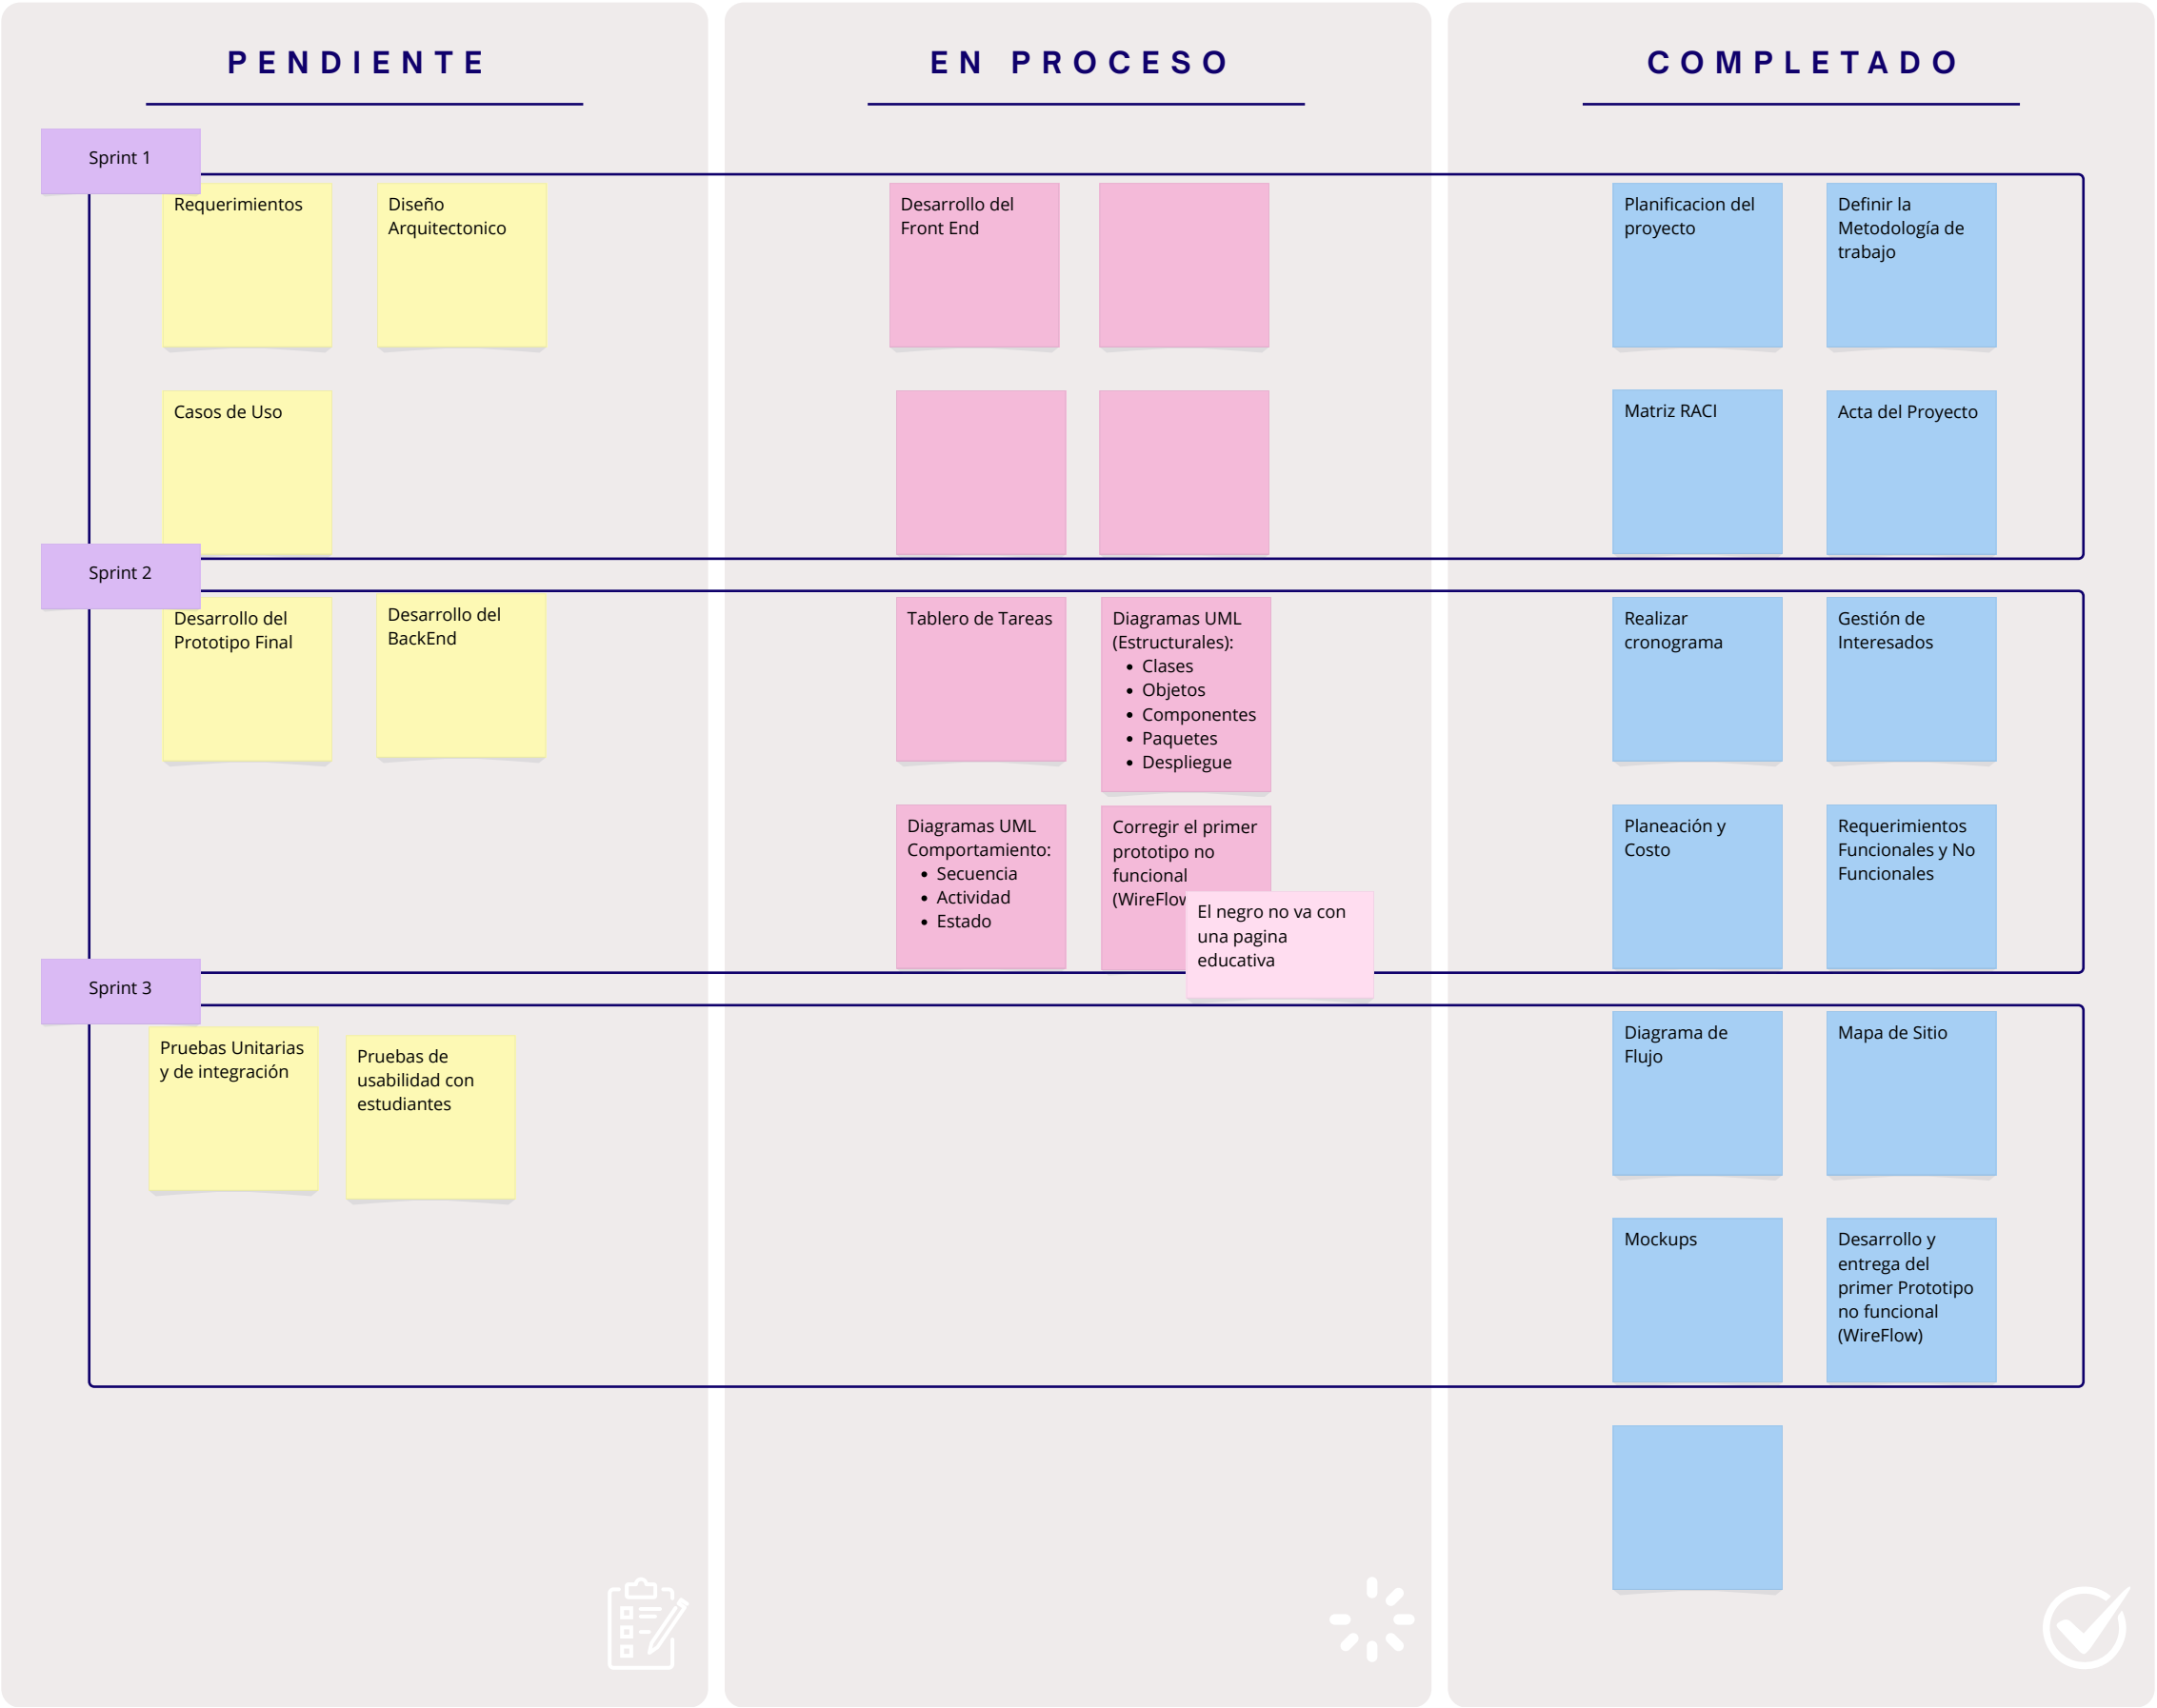 PENDIENTE
EN PROCESO
COMPLETADO
Sprint 1
Requerimientos
Diseño
Arquitectonico
Casos de Uso
Desarrollo del
Front End
Planificacion del
proyecto
Definir la
Metodología de
trabajo
Matriz RACI
Acta del Proyecto
Sprint 2
Desarrollo del
Prototipo Final
Desarrollo del
BackEnd
Tablero de Tareas
Diagramas UML
(Estructurales):
• Clases
• Objetos
• Componentes
• Paquetes
• Despliegue
Diagramas UML
Comportamiento:
• Secuencia
• Actividad
• Estado
Corregir el primer
prototipo no
funcional
(WireFlow
El negro no va con
una pagina
educativa
Realizar
cronograma
Gestión de
Interesados
Planeación y
Costo
Requerimientos
Funcionales y No
Funcionales
Sprint 3
Pruebas Unitarias
y de integración
Pruebas de
usabilidad con
estudiantes
Diagrama de
Flujo
Mapa de Sitio
Mockups
Desarrollo y
entrega del
primer Prototipo
no funcional
(WireFlow)